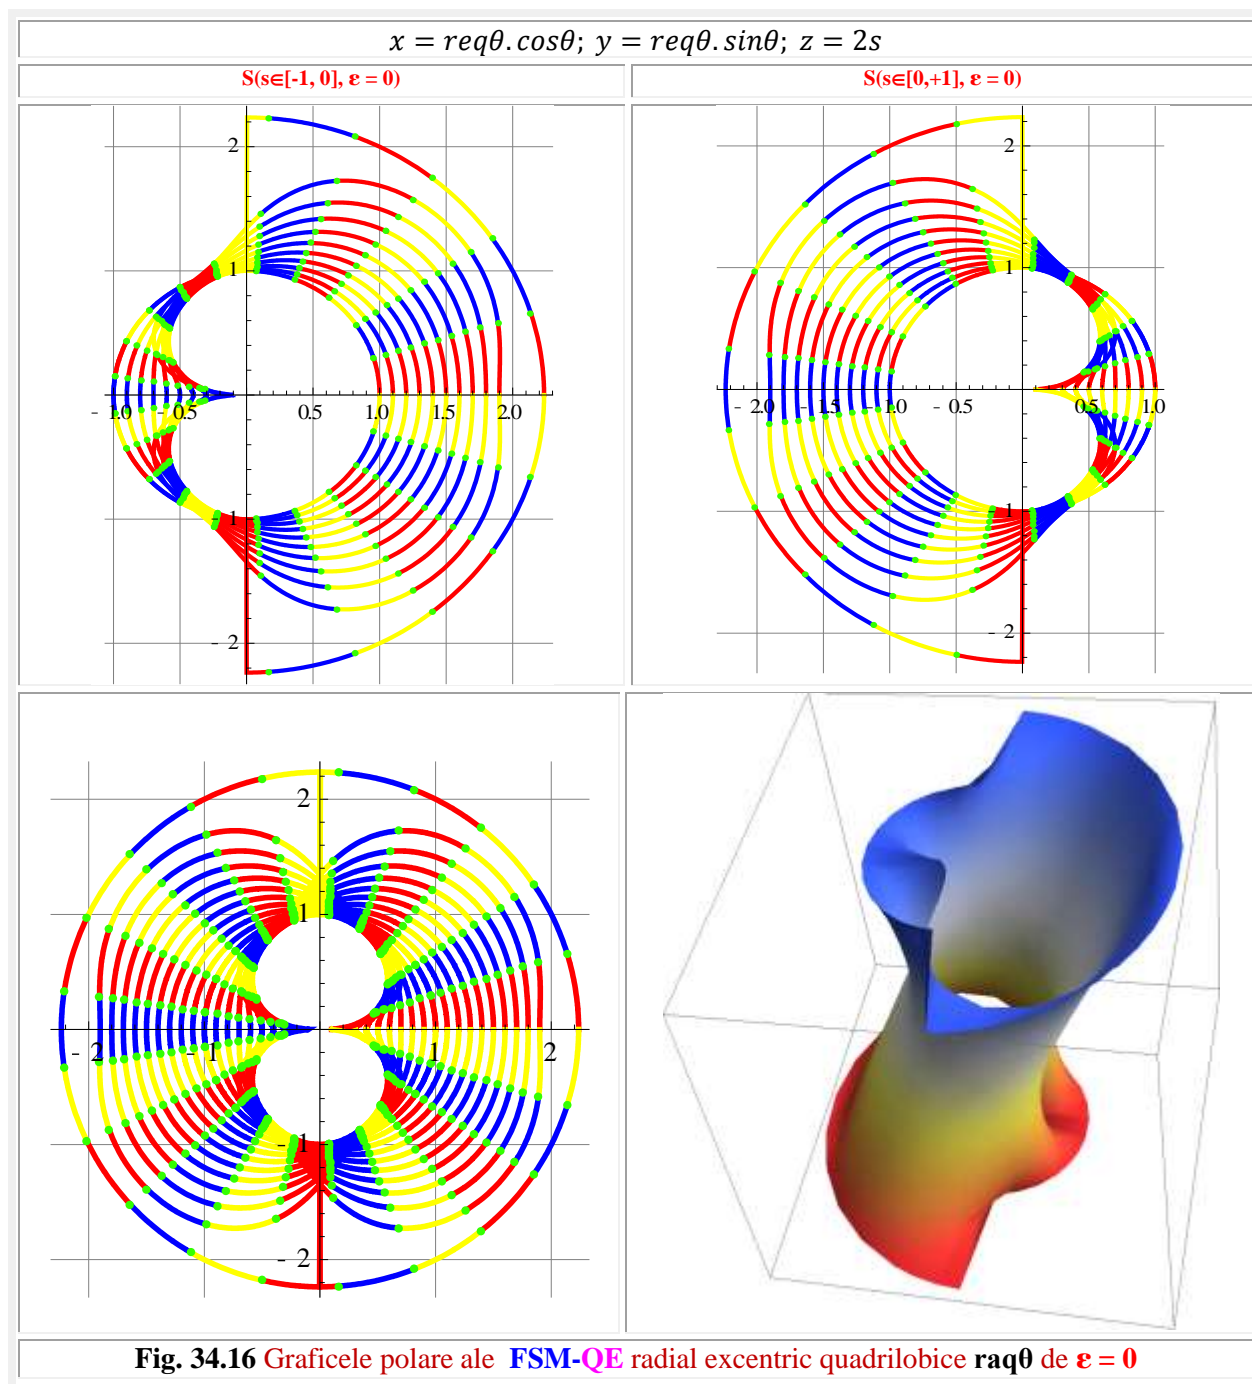 x = reqθ.cosθ; y = reqθ.sinθ; z = 2s
S(s∈[-1, 0], ε = 0)
S(s∈[0,+1], ε = 0)
2
1
- 1.0 - 0.5 0.5 1.0 1.5 2.0
- 1
- 2
2
1
- 2.0 - 1.5 - 1.0 - 0.5 0.5 1.0
- 1
- 2
2
1
- 2 - 1 1 2
- 1
- 2
Fig. 34.16 Graficele polare ale FSM-QE radial excentric quadrilobice raqθ de ε = 0